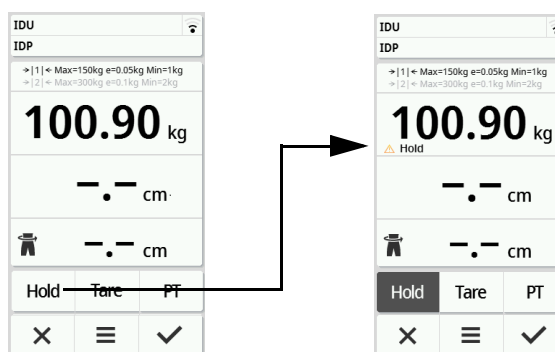 IDU
IDP
→|1|← Max=150kg e=0.05kg Min=1kg
→|2|← Max=300kg e=0.1kg Min=2kg
100.90 kg
--.-- cm
--.-- cm
Hold Tare PT
IDU
IDP
→|1|← Max=150kg e=0.05kg Min=1kg
→|2|← Max=300kg e=0.1kg Min=2kg
100.90 kg
Hold
--.-- cm
--.-- cm
Hold Tare PT